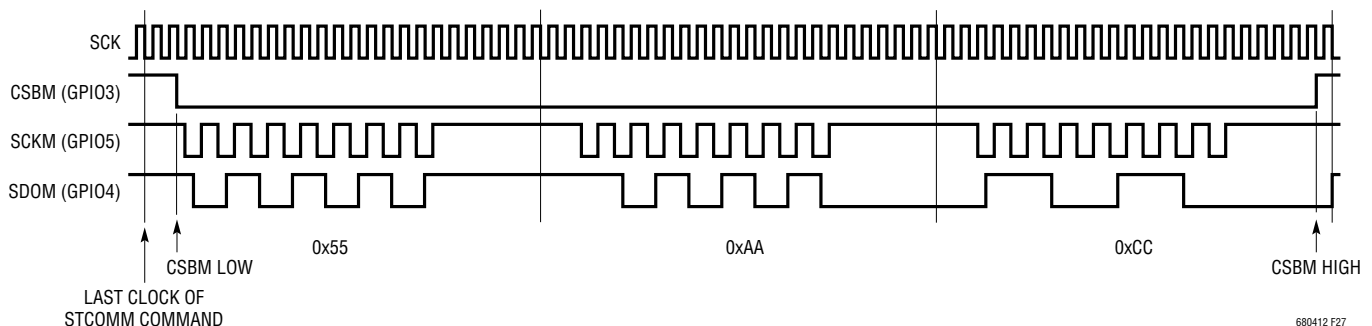 SCK
CSBM (GPIO3)
SCKM (GPIO5)
SDOM (GPIO4)
0x55
0xAA
0xCC
CSBM LOW
CSBM HIGH
LAST CLOCK OF
STCOMM COMMAND
680412 F27